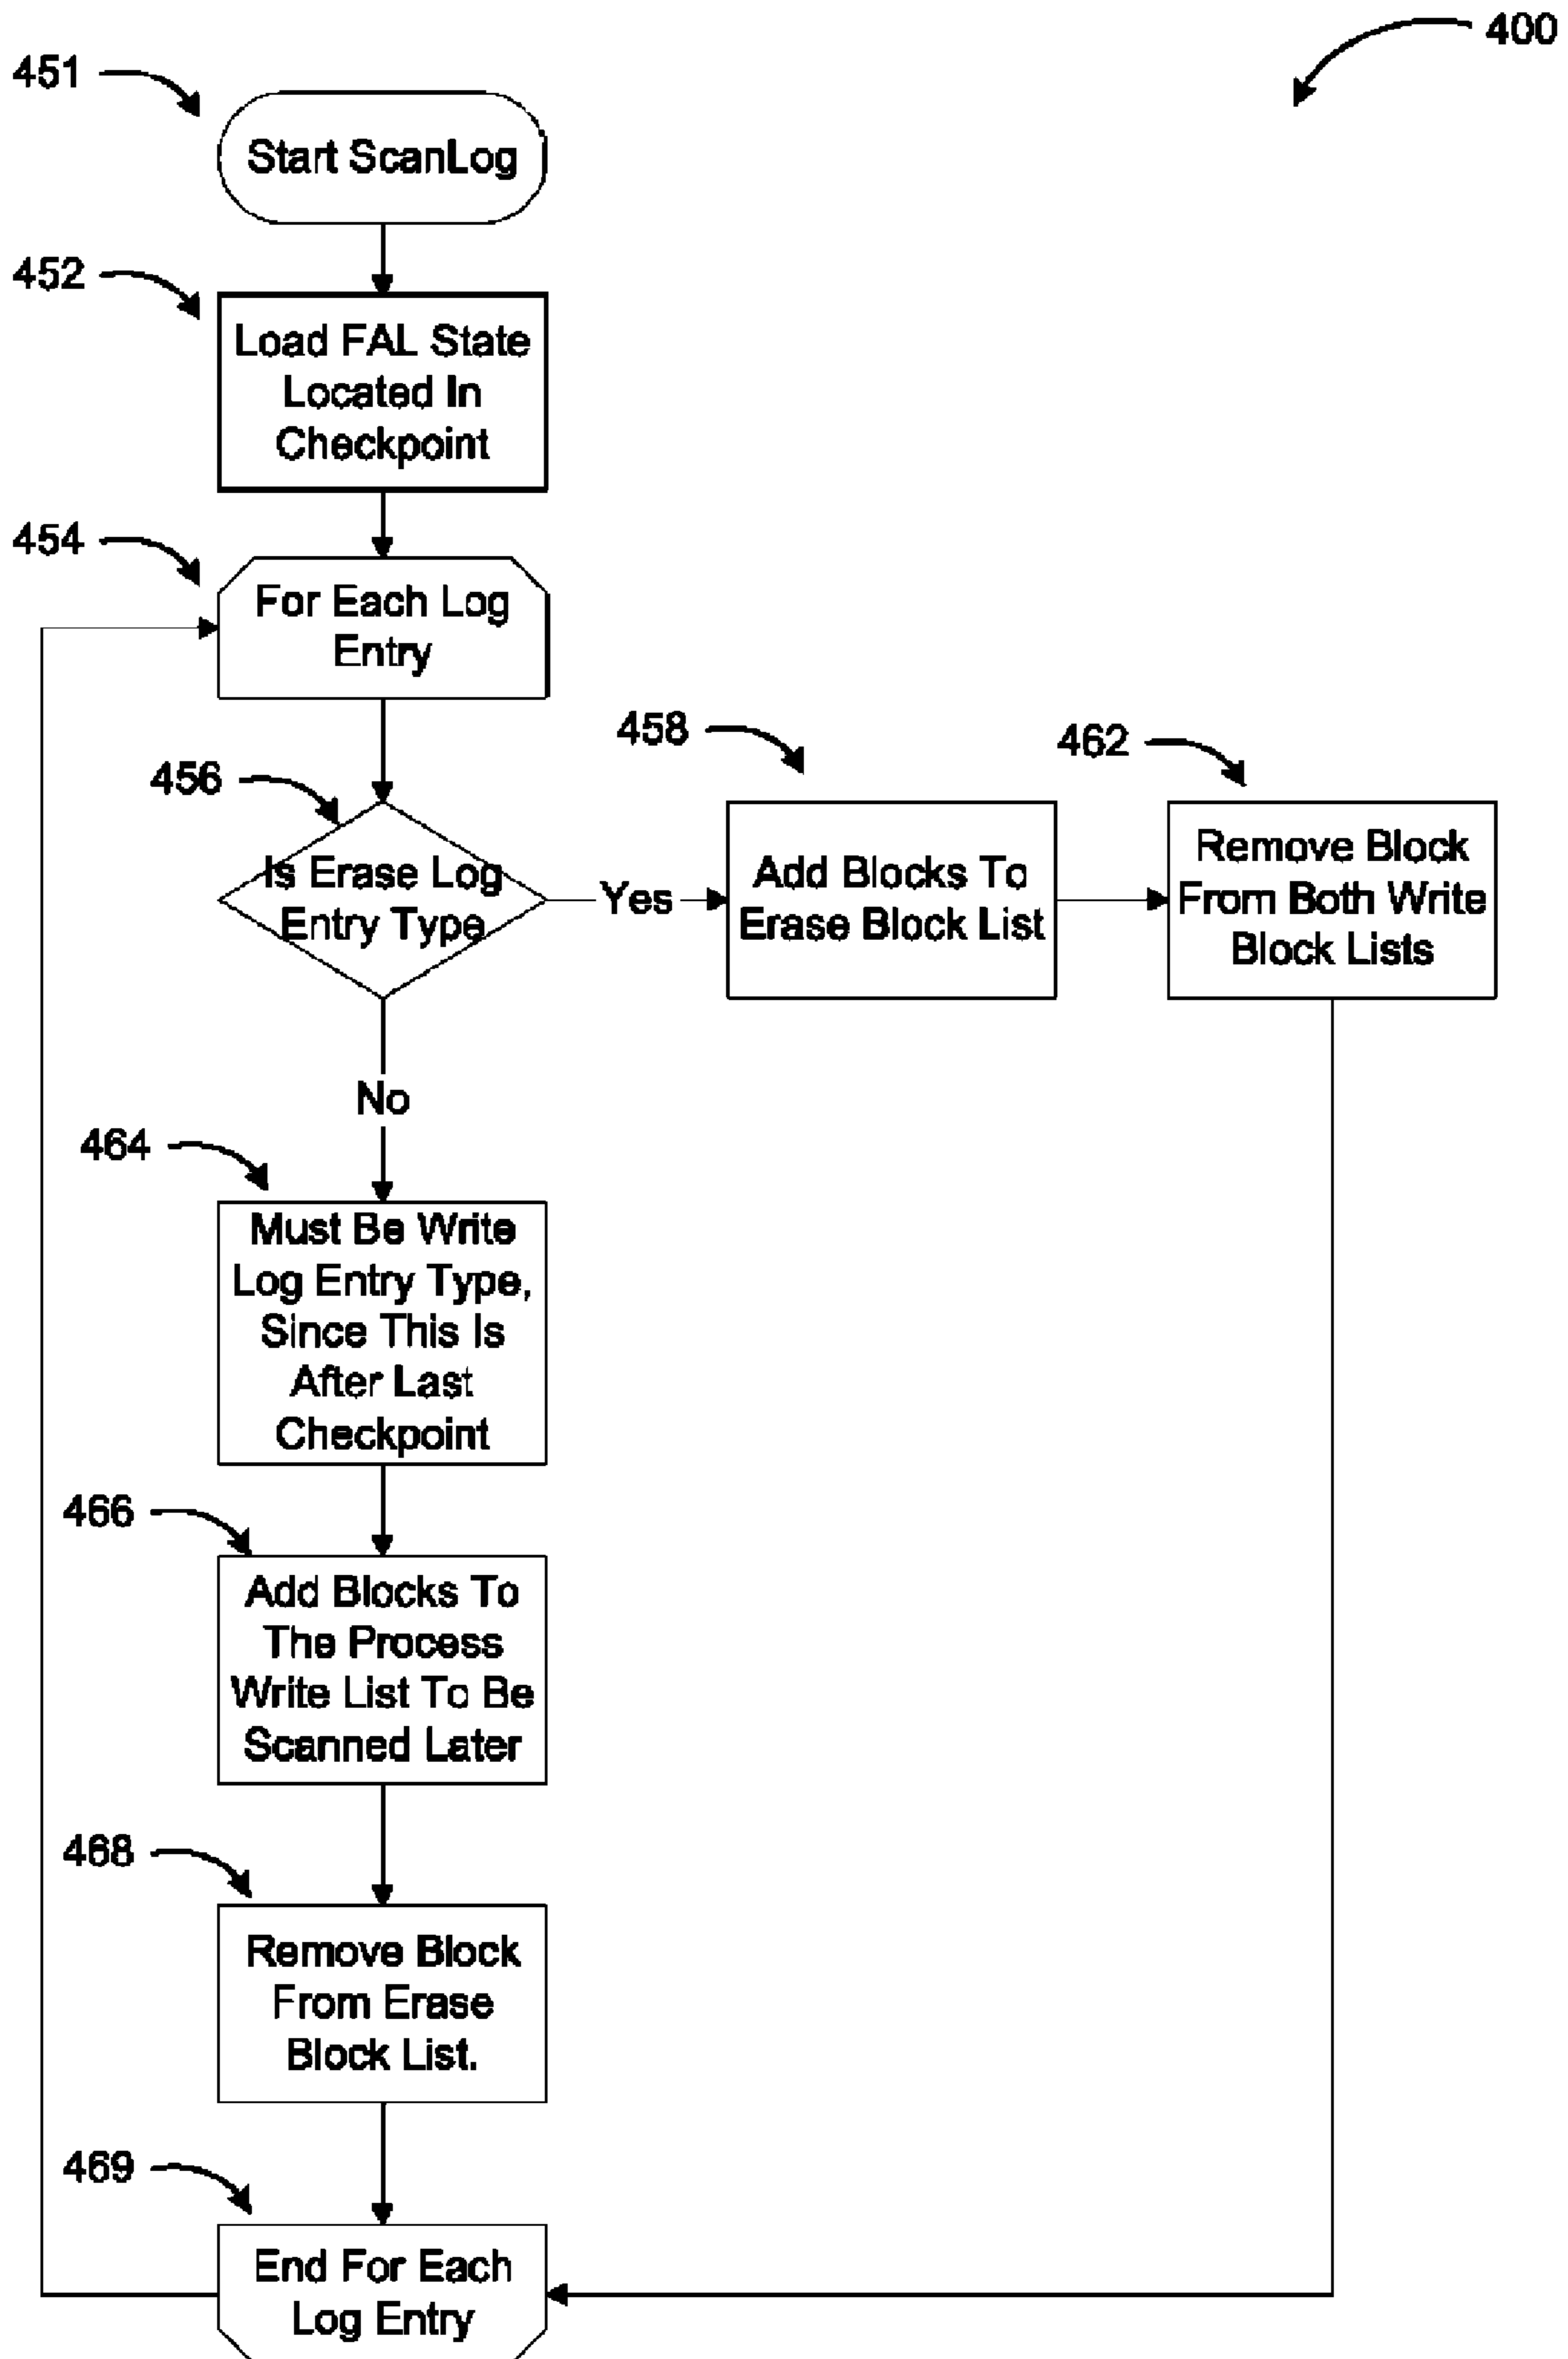 400
451
Start ScanLog
452
Load FAL State
Located In
Checkpoint
454
For Each Log
Entry
456
Is Erase Log
Entry Type
Yes
458
Add Blocks To
Erase Block List
462
Remove Block
From Both Write
Block Lists
No
464
Must Be Write
Log Entry Type,
Since This Is
After Last
Checkpoint
466
Add Blocks To
The Process
Write List To Be
Scanned Later
468
Remove Block
From Erase
Block List.
469
End For Each
Log Entry